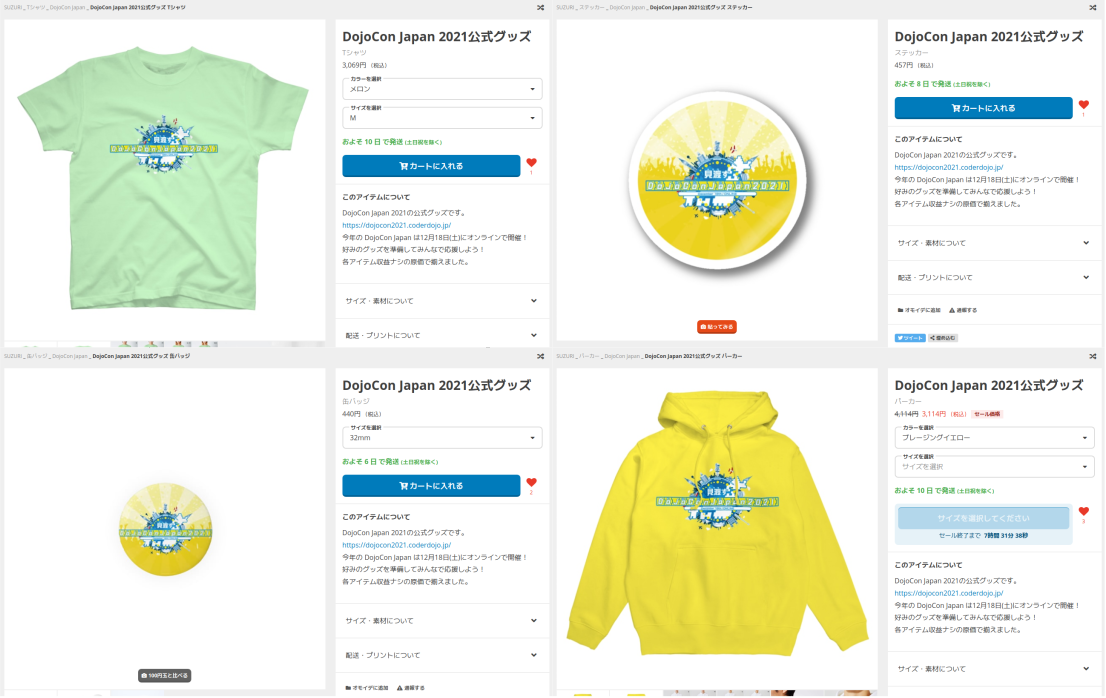 SUZURI _ Tシャツ _ DojoCon Japan _ DojoCon Japan 2021公式グッズ Tシャツ
見渡す
DojoCon Japan 2021公式グッズ
Tシャツ
3,069円 (税込)
カラーを選択
メロン
サイズを選択
M
およそ 10 日 で発送 (土日祝を除く)
カートに入れる
1
このアイテムについて
DojoCon Japan 2021の公式グッズです。
https://dojocon2021.coderdojo.jp/
今年の DojoCon Japan は12月18日(土)にオンラインで開催！
好みのグッズを準備してみんなで応援しよう！
各アイテム収益ナシの原価で揃えました。
サイズ・素材について
配送・プリントについて
SUZURI _ ステッカー _ DojoCon Japan _ DojoCon Japan 2021公式グッズ ステッカー
見渡す
貼ってみる
DojoCon Japan 2021公式グッズ
ステッカー
457円 (税込)
およそ 8 日 で発送 (土日祝を除く)
カートに入れる
1
このアイテムについて
DojoCon Japan 2021の公式グッズです。
https://dojocon2021.coderdojo.jp/
今年の DojoCon Japan は12月18日(土)にオンラインで開催！
好みのグッズを準備してみんなで応援しよう！
各アイテム収益ナシの原価で揃えました。
サイズ・素材について
配送・プリントについて
オモイデに追加 通報する
ツイート
SUZURI _ 缶バッジ _ DojoCon Japan _ DojoCon Japan 2021公式グッズ 缶バッジ
見渡す
100円玉と比べる
DojoCon Japan 2021公式グッズ
缶バッジ
440円 (税込)
サイズを選択
32mm
およそ 6 日 で発送 (土日祝を除く)
カートに入れる
2
このアイテムについて
DojoCon Japan 2021の公式グッズです。
https://dojocon2021.coderdojo.jp/
今年の DojoCon Japan は12月18日(土)にオンラインで開催！
好みのグッズを準備してみんなで応援しよう！
各アイテム収益ナシの原価で揃えました。
サイズ・素材について
配送・プリントについて
オモイデに追加 通報する
SUZURI _ パーカー _ DojoCon Japan _ DojoCon Japan 2021公式グッズ パーカー
見渡す
DojoCon Japan 2021公式グッズ
パーカー
4,114円 3,114円 (税込) セール価格
カラーを選択
ブレージングイエロー
サイズを選択
サイズを選択
およそ 10 日 で発送 (土日祝を除く)
サイズを選択してください
セール終了まで 7時間 31分 38秒
3
このアイテムについて
DojoCon Japan 2021の公式グッズです。
https://dojocon2021.coderdojo.jp/
今年の DojoCon Japan は12月18日(土)にオンラインで開催！
好みのグッズを準備してみんなで応援しよう！
各アイテム収益ナシの原価で揃えました。
サイズ・素材について